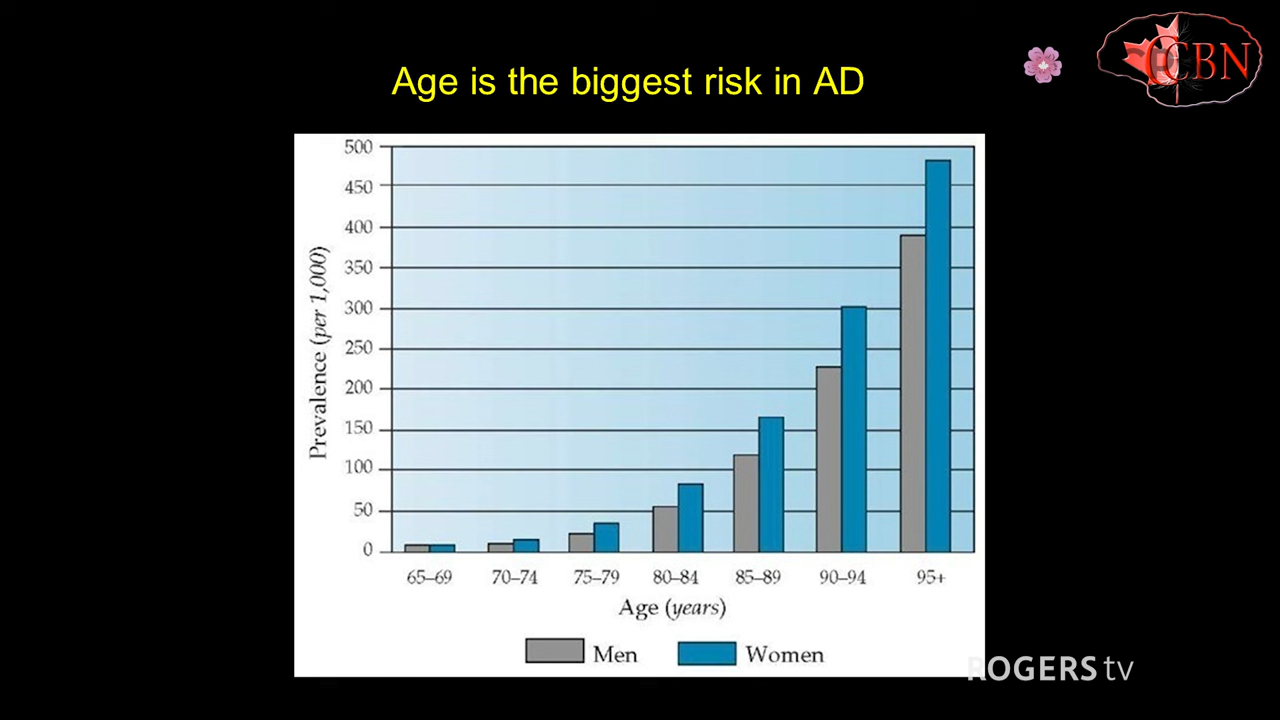 Age is the biggest risk in AD
CCBN
500
450
400
350
300
250
200
150
100
50
0
Prevalence (per 1,000)
65–69 70–74 75–79 80–84 85–89 90–94 95+
Age (years)
Men Women
ROGERS tv